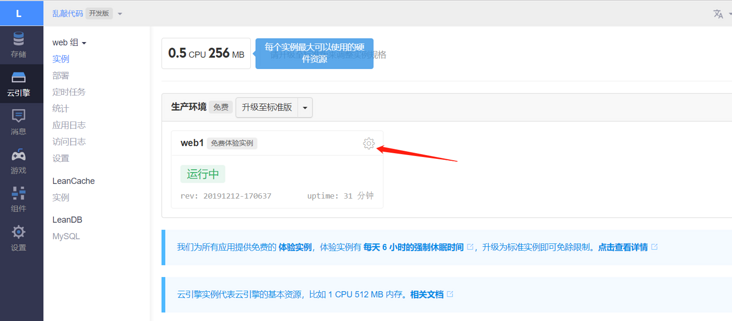 L
乱敲代码 开发版
存储
云引擎
消息
游戏
组件
设置
web 组
实例
部署
定时任务
统计
应用日志
访问日志
设置
LeanCache
实例
LeanDB
MySQL
0.5 CPU 256 MB
每个实例最大可以使用的硬
件资源
生产环境 免费 升级至标准版
web1 免费体验实例
运行中
rev: 20191212-170637 uptime: 31 分钟
我们为所有应用提供免费的 体验实例，体验实例有 每天 6 小时的强制休眠时间 ，升级为标准实例即可免除限制。点击查看详情
云引擎实例代表云引擎的基本资源，比如 1 CPU 512 MB 内存。相关文档